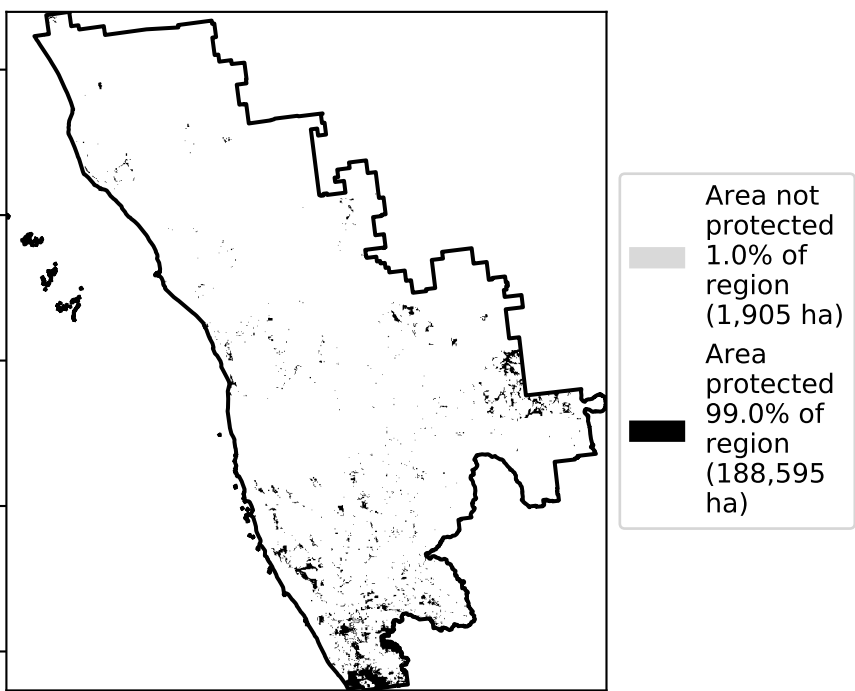 Area not
protected
1.0% of
region
(1,905 ha)
Area
protected
99.0% of
region
(188,595
ha)